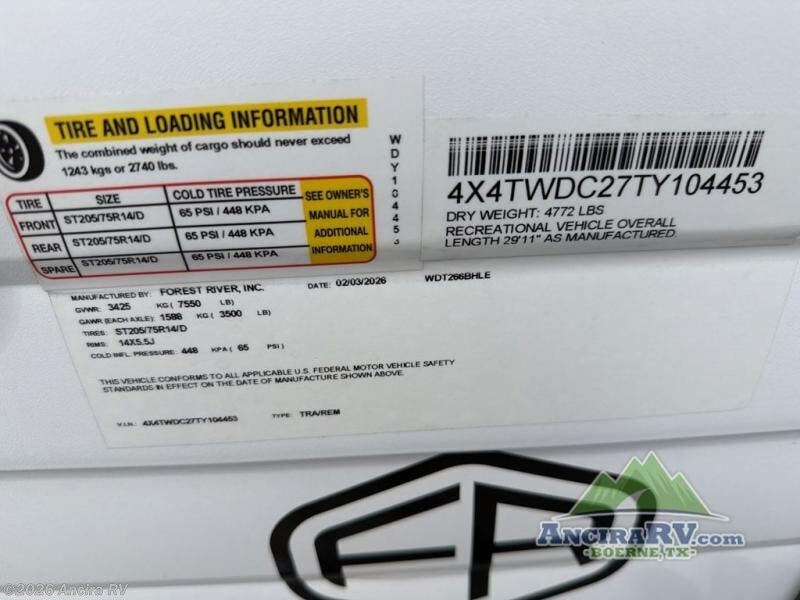 TIRE AND LOADING INFORMATION
The combined weight of cargo should never exceed
1243 kgs or 2740 lbs.
TIRE SIZE COLD TIRE PRESSURE SEE OWNER'S MANUAL FOR ADDITIONAL INFORMATION
FRONT ST205/75R14/D 65 PSI / 448 KPA
REAR ST205/75R14/D 65 PSI / 448 KPA
SPARE ST205/75R14/D 65 PSI / 448 KPA
WDY104453
4X4TWDC27TY104453
DRY WEIGHT: 4772 LBS
RECREATIONAL VEHICLE OVERALL
LENGTH 29'11" AS MANUFACTURED
MANUFACTURED BY: FOREST RIVER, INC. DATE: 02/03/2026 WDT266BHLE
GVWR: 3425 KG ( 7550 LB)
GAWR (EACH AXLE): 1588 KG ( 3500 LB)
TIRES: ST205/75R14/D
RIMS: 14X5.5J
COLD INFL. PRESSURE: 448 KPA ( 65 PSI )
THIS VEHICLE CONFORMS TO ALL APPLICABLE U.S. FEDERAL MOTOR VEHICLE SAFETY
STANDARDS IN EFFECT ON THE DATE OF MANUFACTURE SHOWN ABOVE.
V.I.N.: 4X4TWDC27TY104453 TYPE: TRA/REM
ANCIRARV.com
BOERNE, TX
©2026 Ancira RV